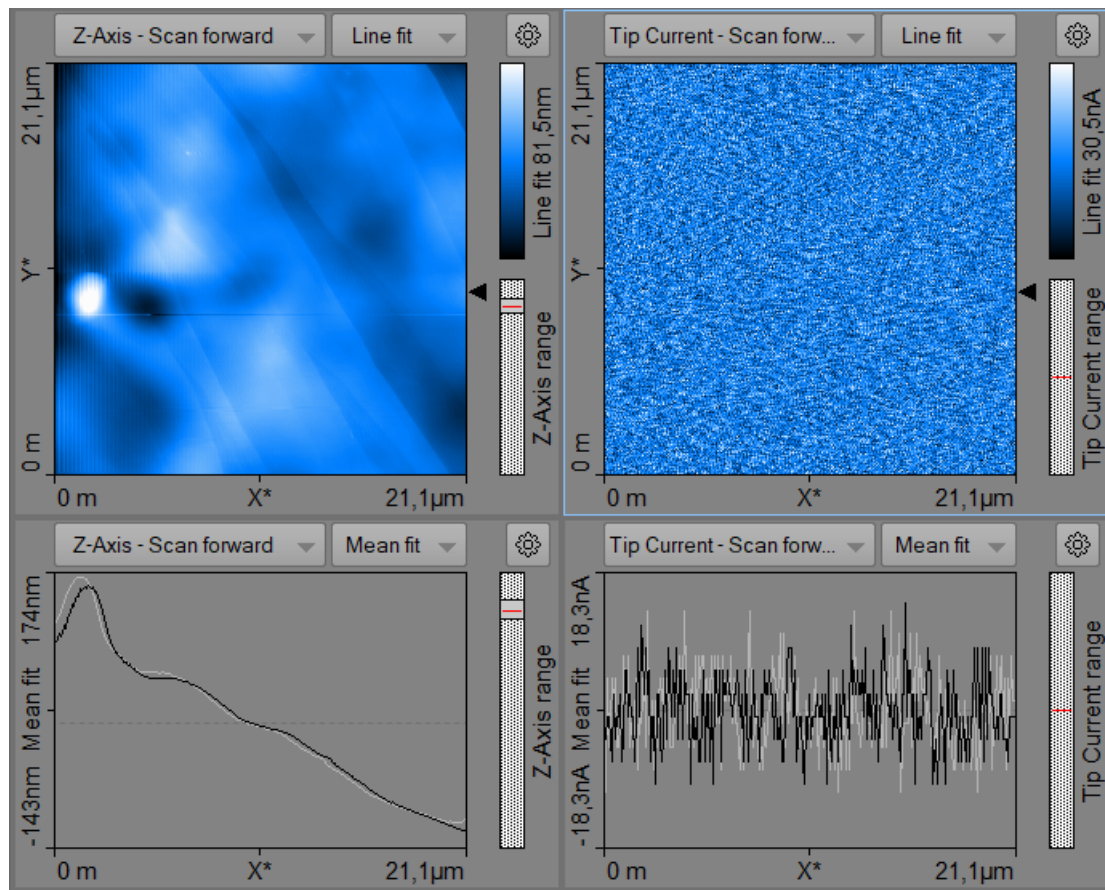 Z-Axis - Scan forward
Line fit
21,1µm
Y*
0 m
0 m
X*
21,1µm
Line fit 81,5nm
Z-Axis range
Tip Current - Scan forw...
Line fit
21,1µm
Y*
0 m
0 m
X*
21,1µm
Line fit 30,5nA
Tip Current range
Z-Axis - Scan forward
Mean fit
-143nm Mean fit 174nm
0 m
X*
21,1µm
Z-Axis range
Tip Current - Scan forw...
Mean fit
-18,3nA Mean fit 18,3nA
0 m
X*
21,1µm
Tip Current range